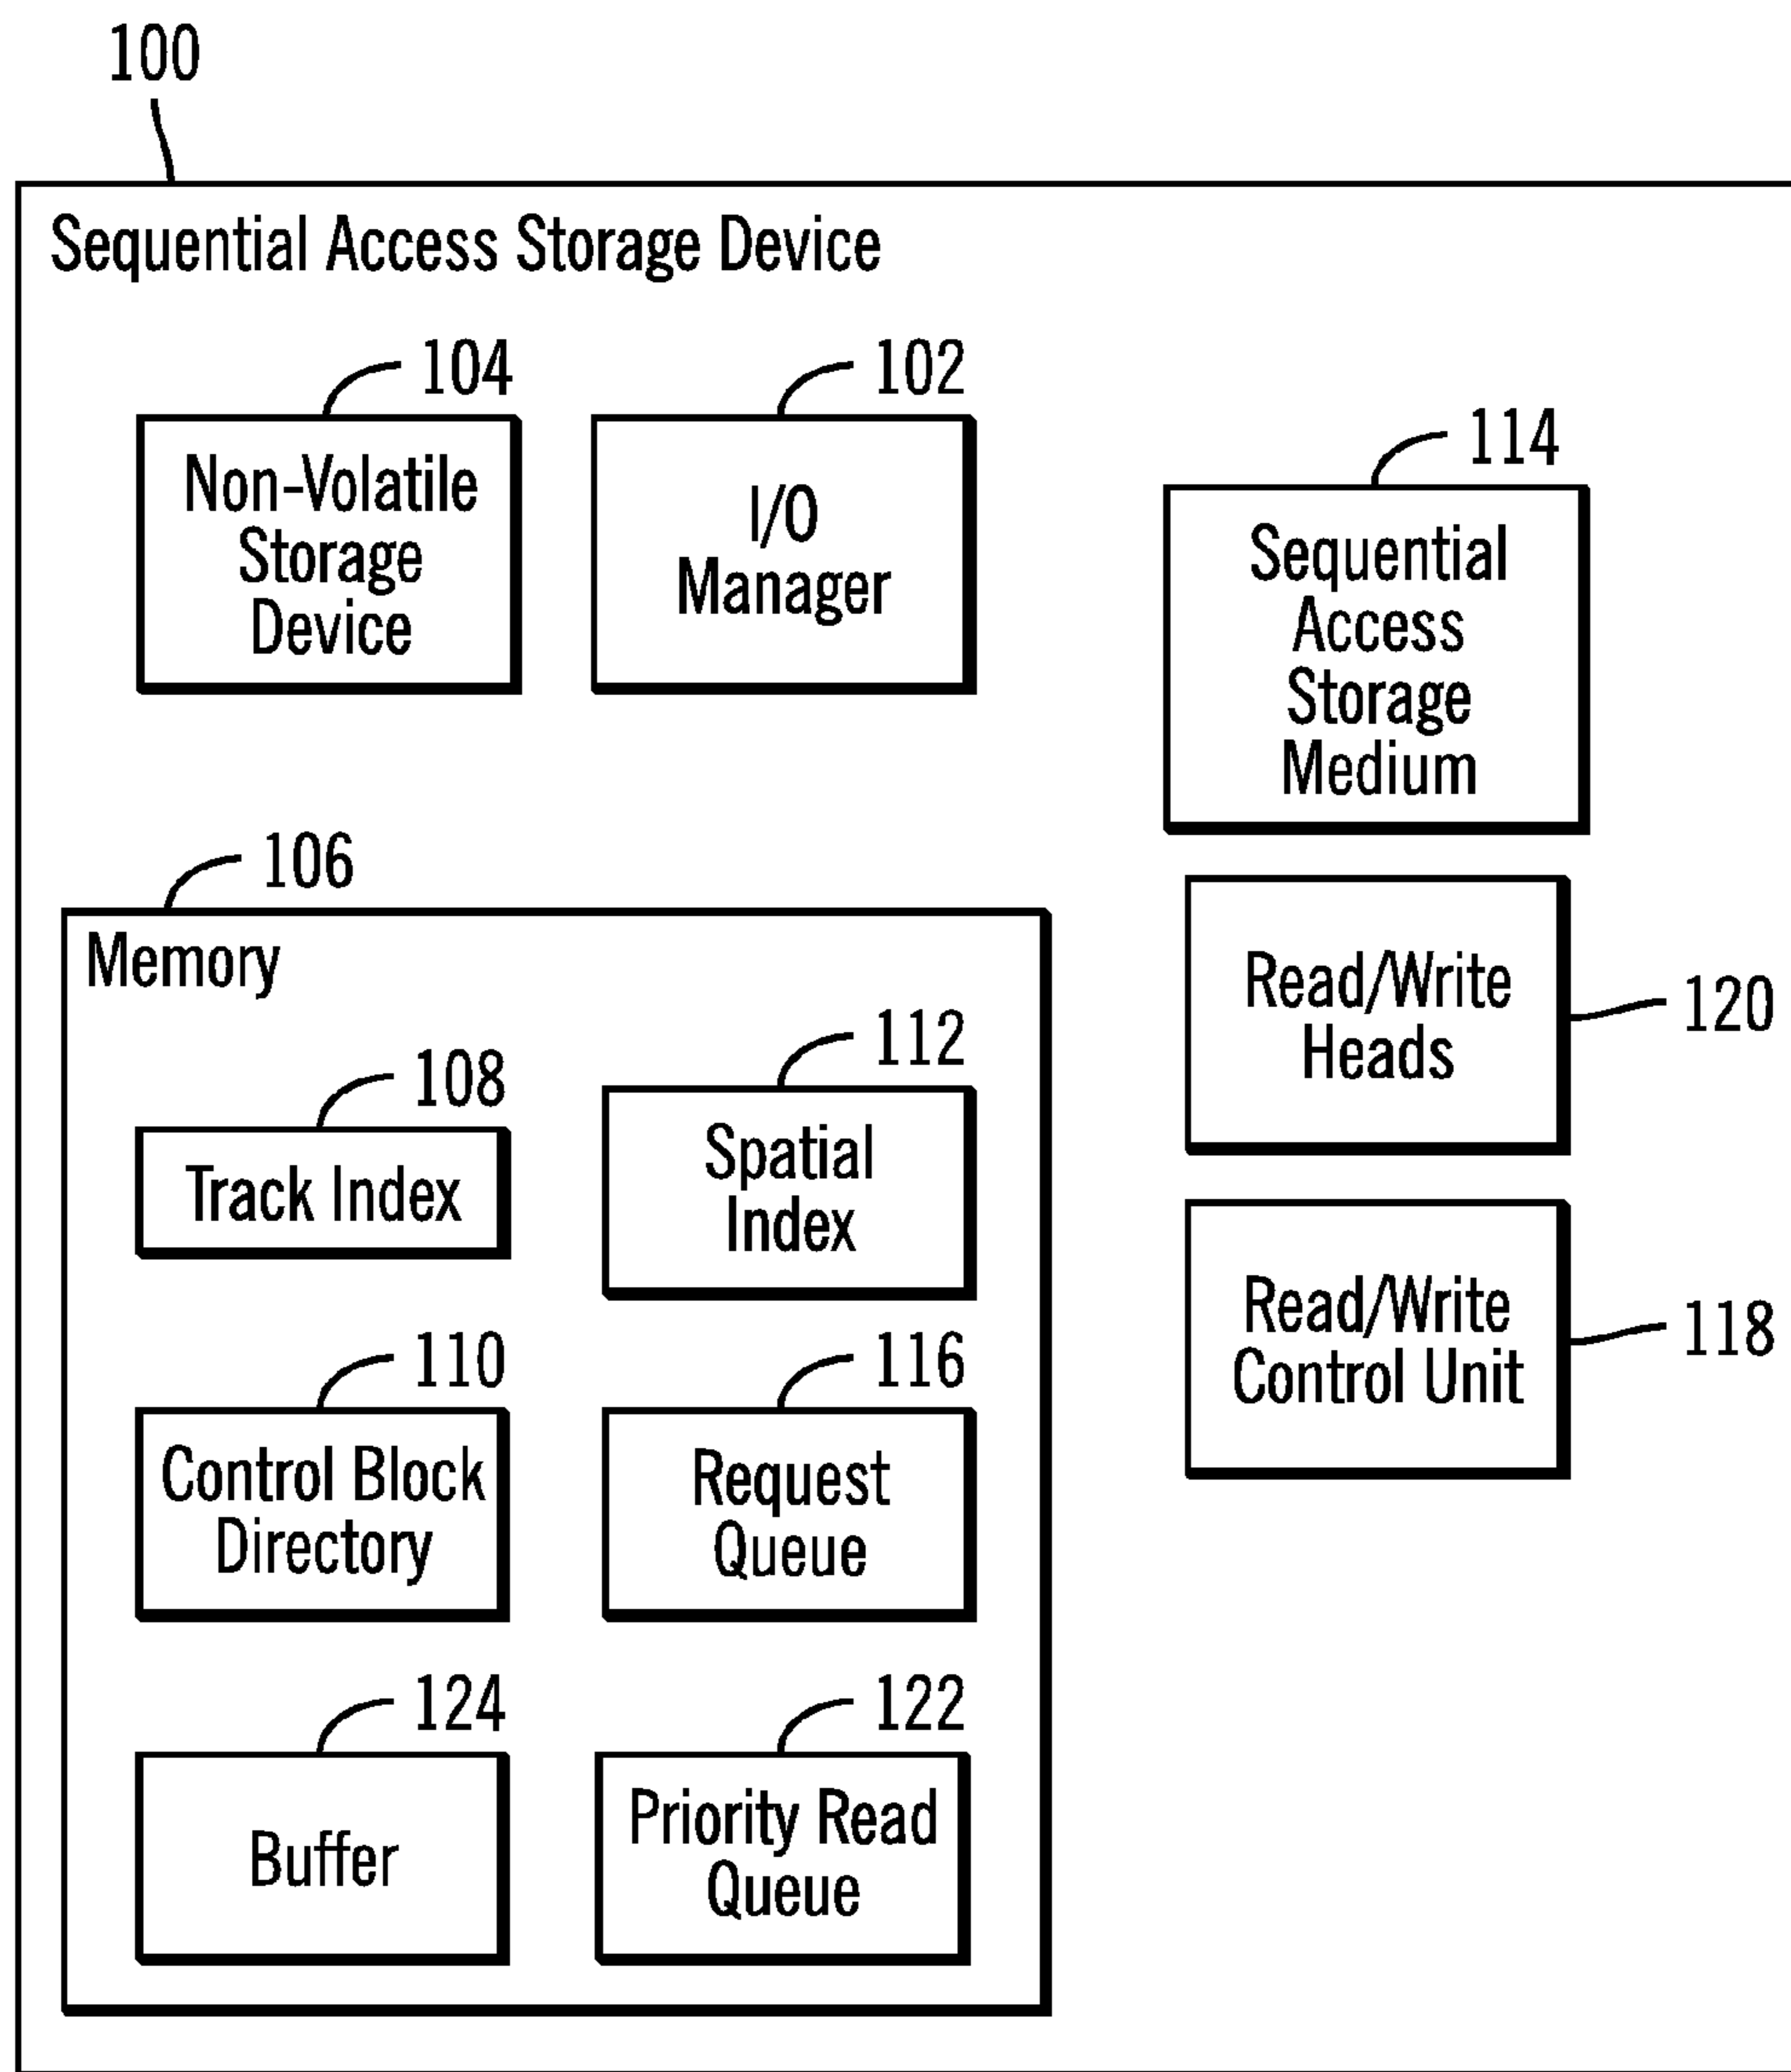 100
Sequential Access Storage Device
104
Non-Volatile
Storage
Device
102
I/O
Manager
114
Sequential
Access
Storage
Medium
106
Memory
108
Track Index
112
Spatial
Index
110
Control Block
Directory
116
Request
Queue
124
Buffer
122
Priority Read
Queue
Read/Write
Heads
120
Read/Write
Control Unit
118